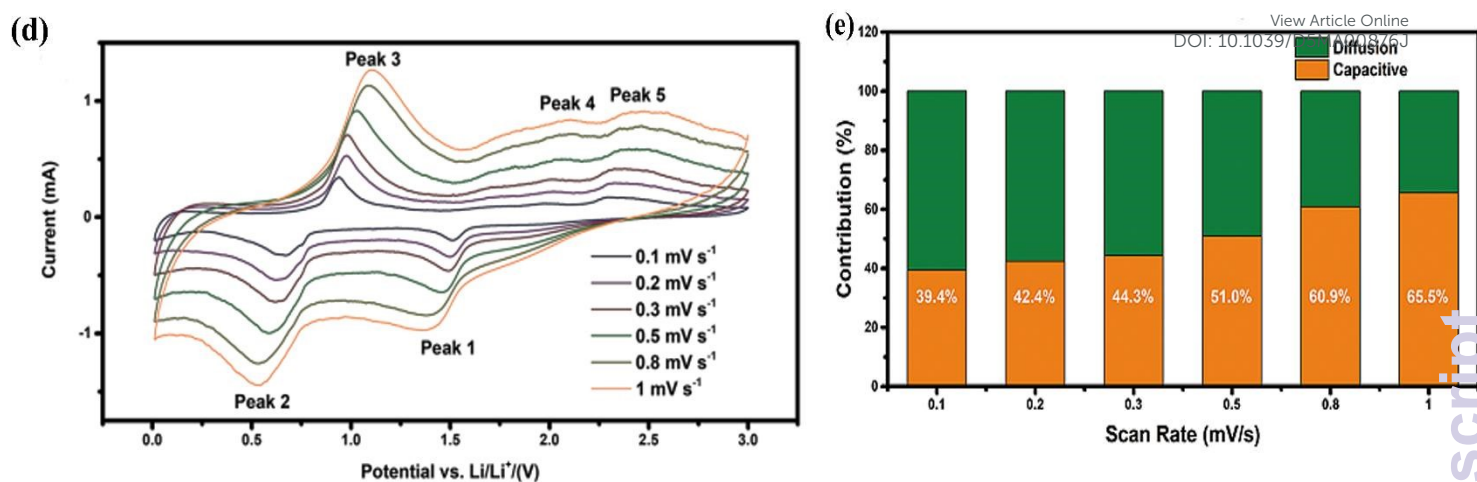 (d)
Peak 3
Peak 4
Peak 5
Peak 1
Peak 2
1
0
-1
Current (mA)
0.1 mV s⁻¹
0.2 mV s⁻¹
0.3 mV s⁻¹
0.5 mV s⁻¹
0.8 mV s⁻¹
1 mV s⁻¹
0.0 0.5 1.0 1.5 2.0 2.5 3.0
Potential vs. Li/Li⁺/(V)
(e)
View Article Online
DOI: 10.1039/
Diffusion
Capacitive
120
100
80
60
40
20
0
Contribution (%)
39.4% 42.4% 44.3% 51.0% 60.9% 65.5%
0.1 0.2 0.3 0.5 0.8 1
Scan Rate (mV/s)
script